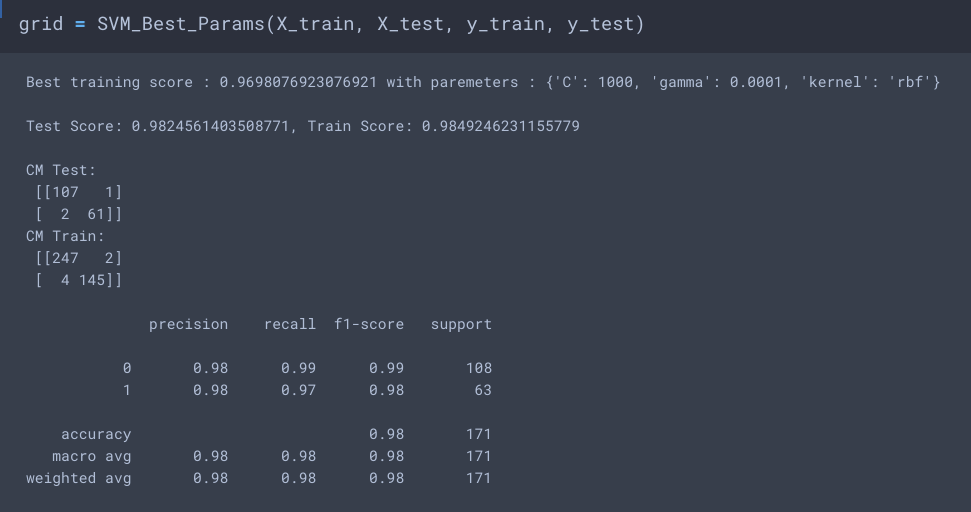 grid = SVM_Best_Params(X_train, X_test, y_train, y_test)
Best training score : 0.9698076923076921 with paremeters : {'C': 1000, 'gamma': 0.0001, 'kernel': 'rbf'}
Test Score: 0.9824561403508771, Train Score: 0.9849246231155779
CM Test:
[[107   1]
[  2  61]]
CM Train:
[[247   2]
[  4 145]]
precision    recall  f1-score   support
0       0.98      0.99      0.99       108
1       0.98      0.97      0.98        63
accuracy                           0.98       171
macro avg       0.98      0.98      0.98       171
weighted avg       0.98      0.98      0.98       171